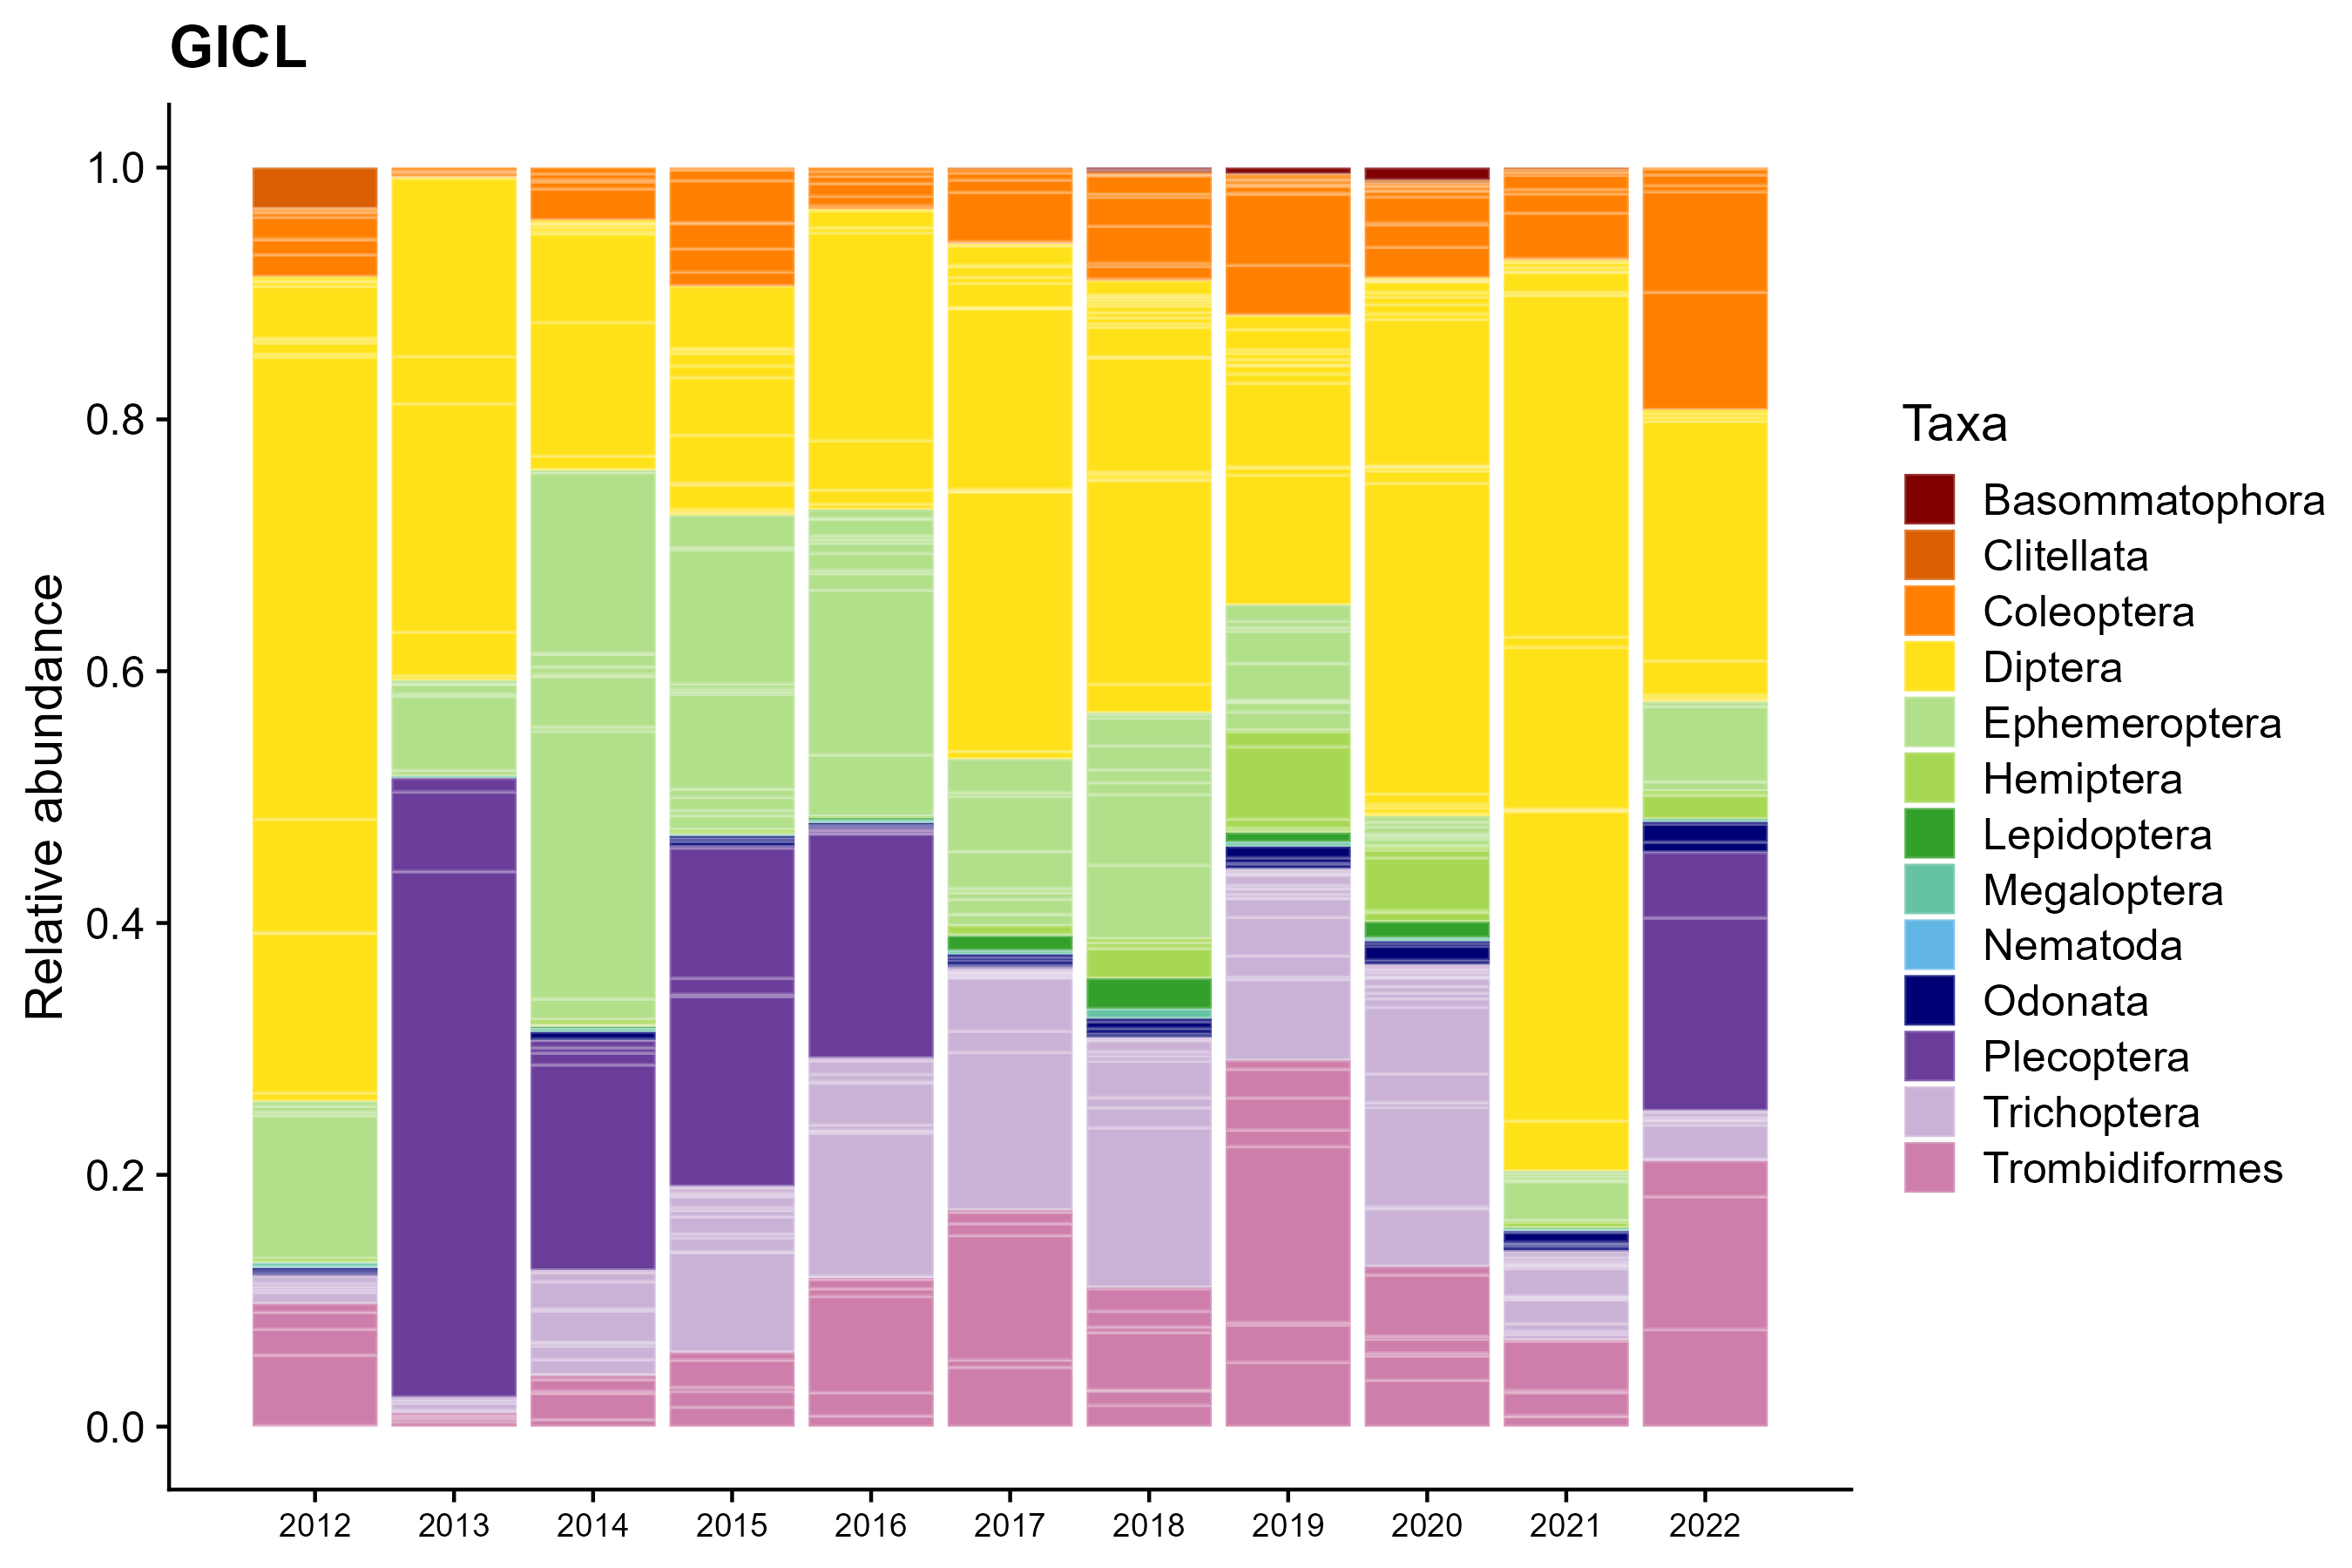 GICL
1.0
0.8
0.6
0.4
0.2
0.0
Relative abundance
2012 2013 2014 2015 2016 2017 2018 2019 2020 2021 2022
Taxa
Basommatophora
Clitellata
Coleoptera
Diptera
Ephemeroptera
Hemiptera
Lepidoptera
Megaloptera
Nematoda
Odonata
Plecoptera
Trichoptera
Trombidiformes